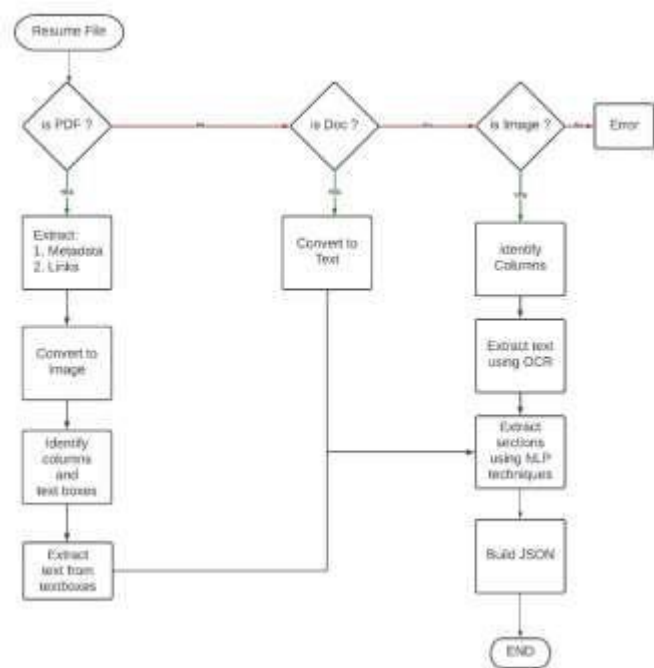 Resume File
is PDF ?
is Doc ?
is Image ?
Error
Extract:
1. Metadata
2. Links
Convert to
Image
Identify
columns
and
text boxes
Extract
text from
textboxes
Convert to
Text
Identify
Columns
Extract text
using OCR
Extract
sections
using NLP
techniques
Build JSON
END